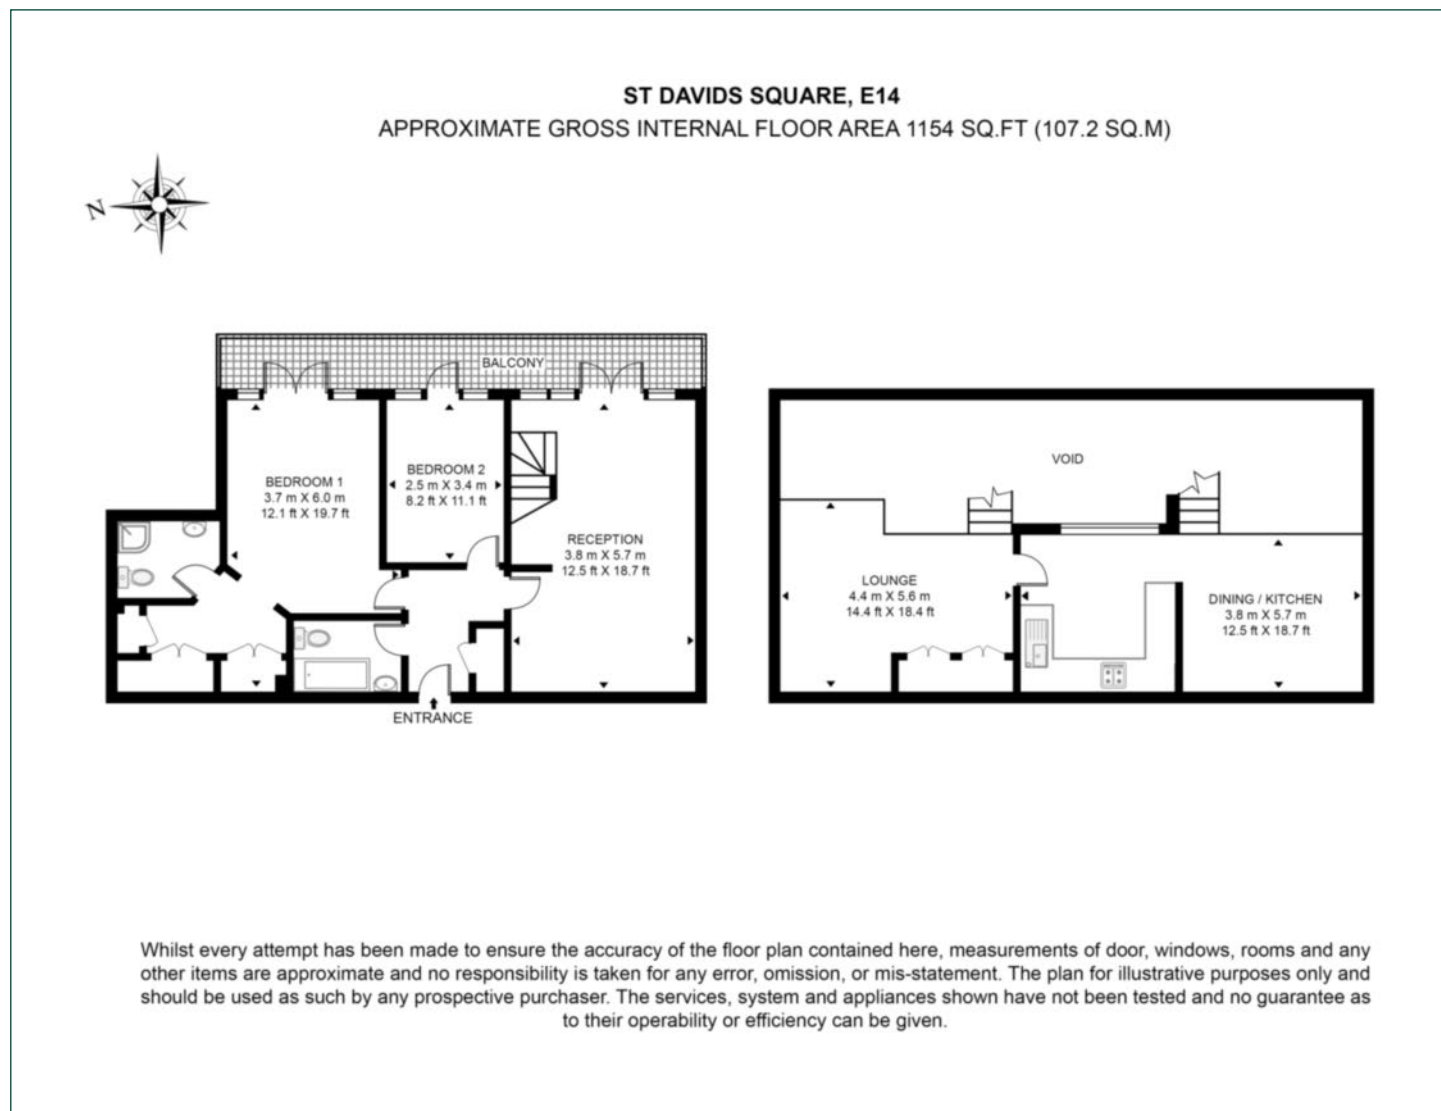 ST DAVIDS SQUARE, E14
APPROXIMATE GROSS INTERNAL FLOOR AREA 1154 SQ.FT (107.2 SQ.M)
N
BALCONY
BEDROOM 1
3.7 m X 6.0 m
12.1 ft X 19.7 ft
BEDROOM 2
2.5 m X 3.4 m
8.2 ft X 11.1 ft
RECEPTION
3.8 m X 5.7 m
12.5 ft X 18.7 ft
ENTRANCE
VOID
LOUNGE
4.4 m X 5.6 m
14.4 ft X 18.4 ft
DINING / KITCHEN
3.8 m X 5.7 m
12.5 ft X 18.7 ft
Whilst every attempt has been made to ensure the accuracy of the floor plan contained here, measurements of door, windows, rooms and any
other items are approximate and no responsibility is taken for any error, omission, or mis-statement. The plan for illustrative purposes only and
should be used as such by any prospective purchaser. The services, system and appliances shown have not been tested and no guarantee as
to their operability or efficiency can be given.